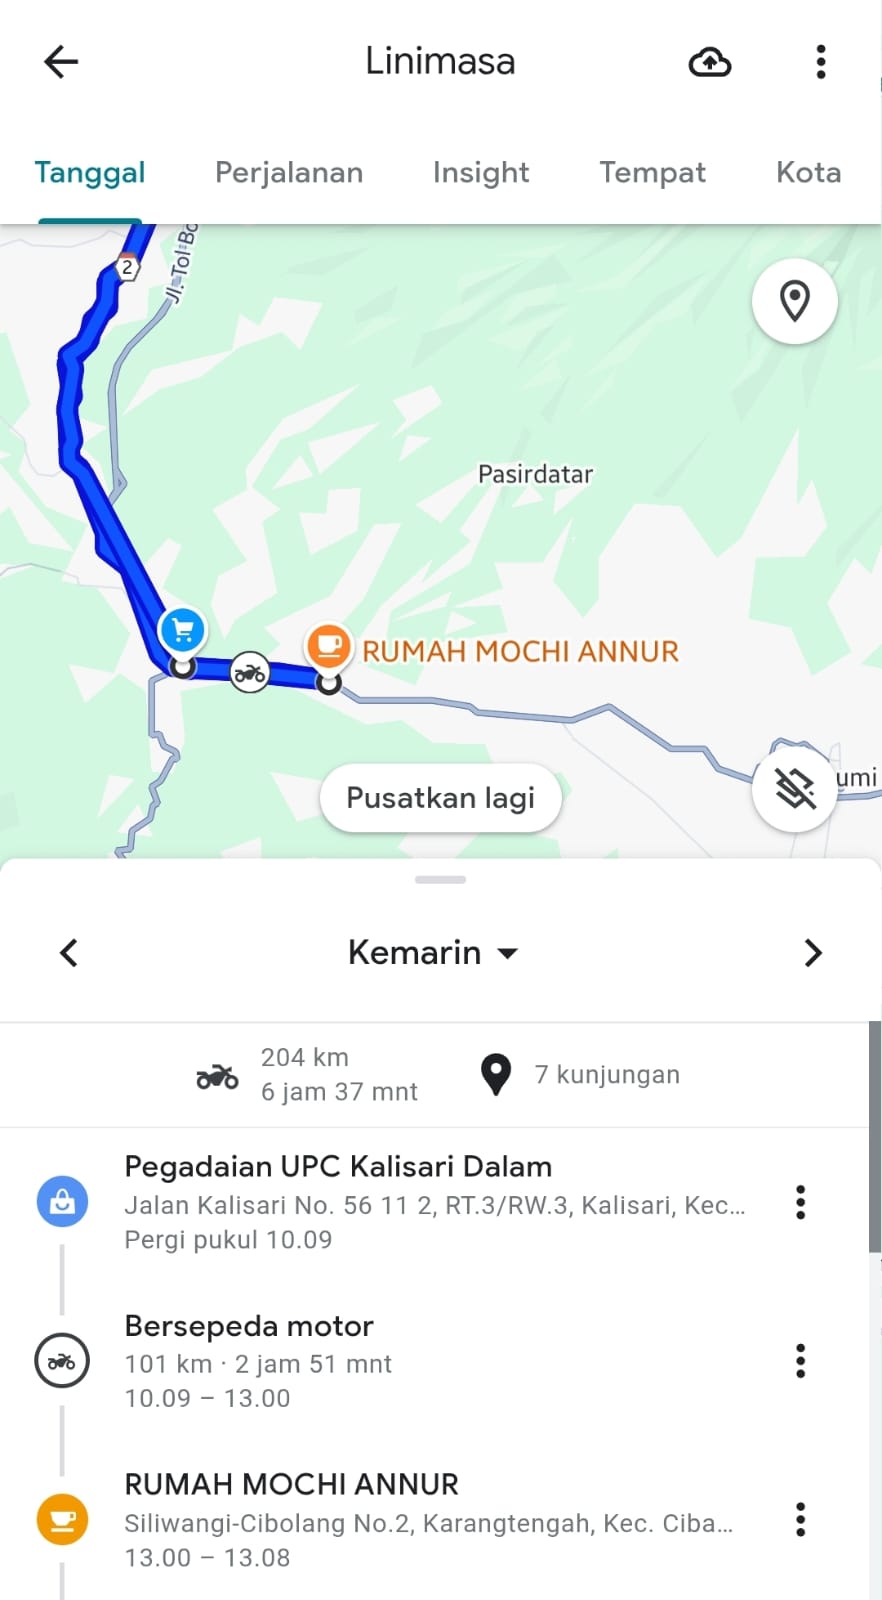 Linimasa
Tanggal
Perjalanan
Insight
Tempat
Kota
2
Jl. Tol Bo
Pasirdatar
RUMAH MOCHI ANNUR
umi
Pusatkan lagi
Kemarin
204 km
6 jam 37 mnt
7 kunjungan
Pegadaian UPC Kalisari Dalam
Jalan Kalisari No. 56 11 2, RT.3/RW.3, Kalisari, Kec...
Pergi pukul 10.09
Bersepeda motor
101 km · 2 jam 51 mnt
10.09 – 13.00
RUMAH MOCHI ANNUR
Siliwangi-Cibolang No.2, Karangtengah, Kec. Ciba...
13.00 – 13.08